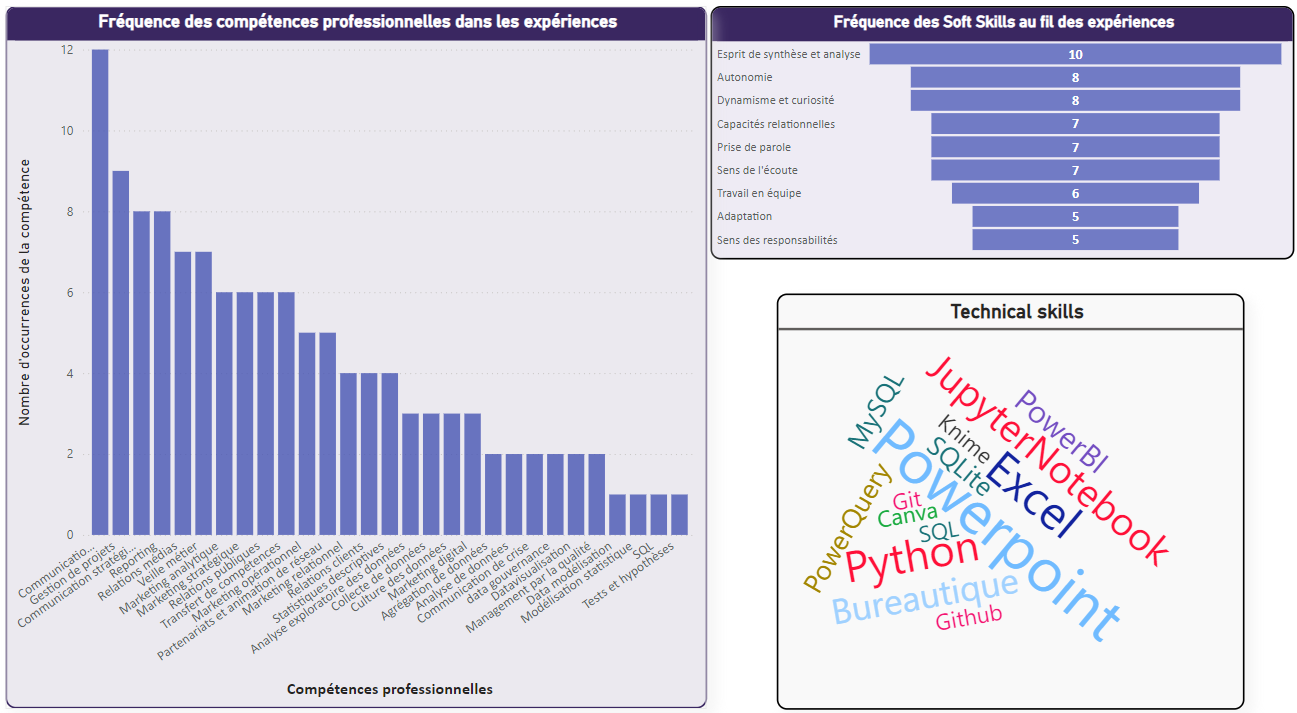 Fréquence des compétences professionnelles dans les expériences
Nombre d'occurrences de la compétence
12
10
8
6
4
2
0
Communicatio...
Gestion de projets
Communication stratégi...
Reporting
Relations médias
Veille métier
Marketing analytique
Marketing stratégique
Relations publiques
Transfert de compétences
Marketing opérationnel
Partenariats et animation de réseau
Marketing relationnel
Relations clients
Statistiques descriptives
Analyse exploratoire des données
Collecte de données
Culture des données
Marketing digital
Agrégation de données
Analyse de données
Communication de crise
data gouvernance
Datavisualisation
Management par la qualité
Data modélisation
Modélisation statistique
SQL
Tests et hypothèses
Compétences professionnelles
Fréquence des Soft Skills au fil des expériences
Esprit de synthèse et analyse 10
Autonomie 8
Dynamisme et curiosité 8
Capacités relationnelles 7
Prise de parole 7
Sens de l'écoute 7
Travail en équipe 6
Adaptation 5
Sens des responsabilités 5
Technical skills
MySQL
JupyterNotebook
PowerBI
Knime
SQLite
Excel
Powerpoint
PowerQuery
Git
Canva
SQL
Python
Bureautique
Github